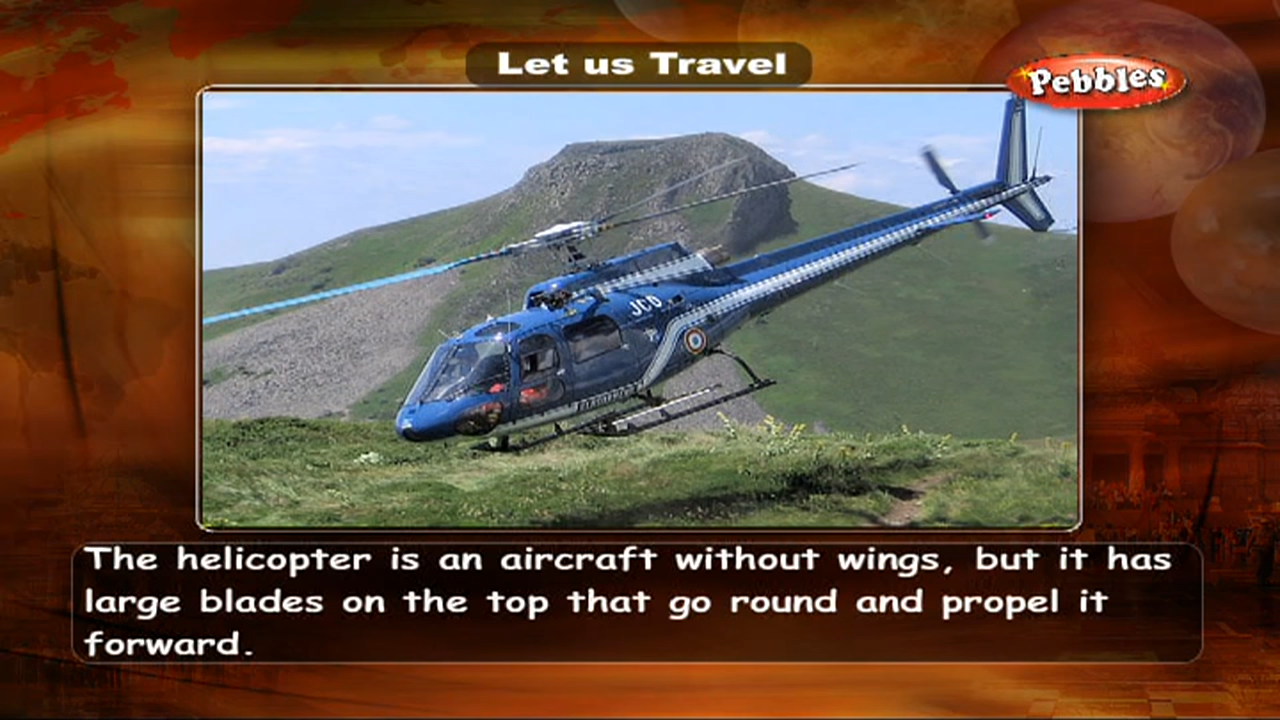 Let us Travel
Pebbles
JCD
The helicopter is an aircraft without wings, but it has
large blades on the top that go round and propel it
forward.